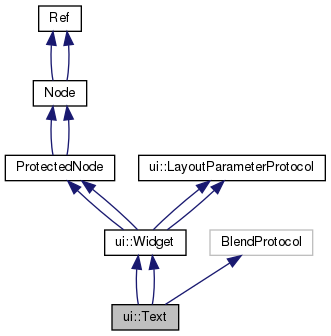 Ref
Node
ProtectedNode
ui::LayoutParameterProtocol
ui::Widget
BlendProtocol
ui::Text